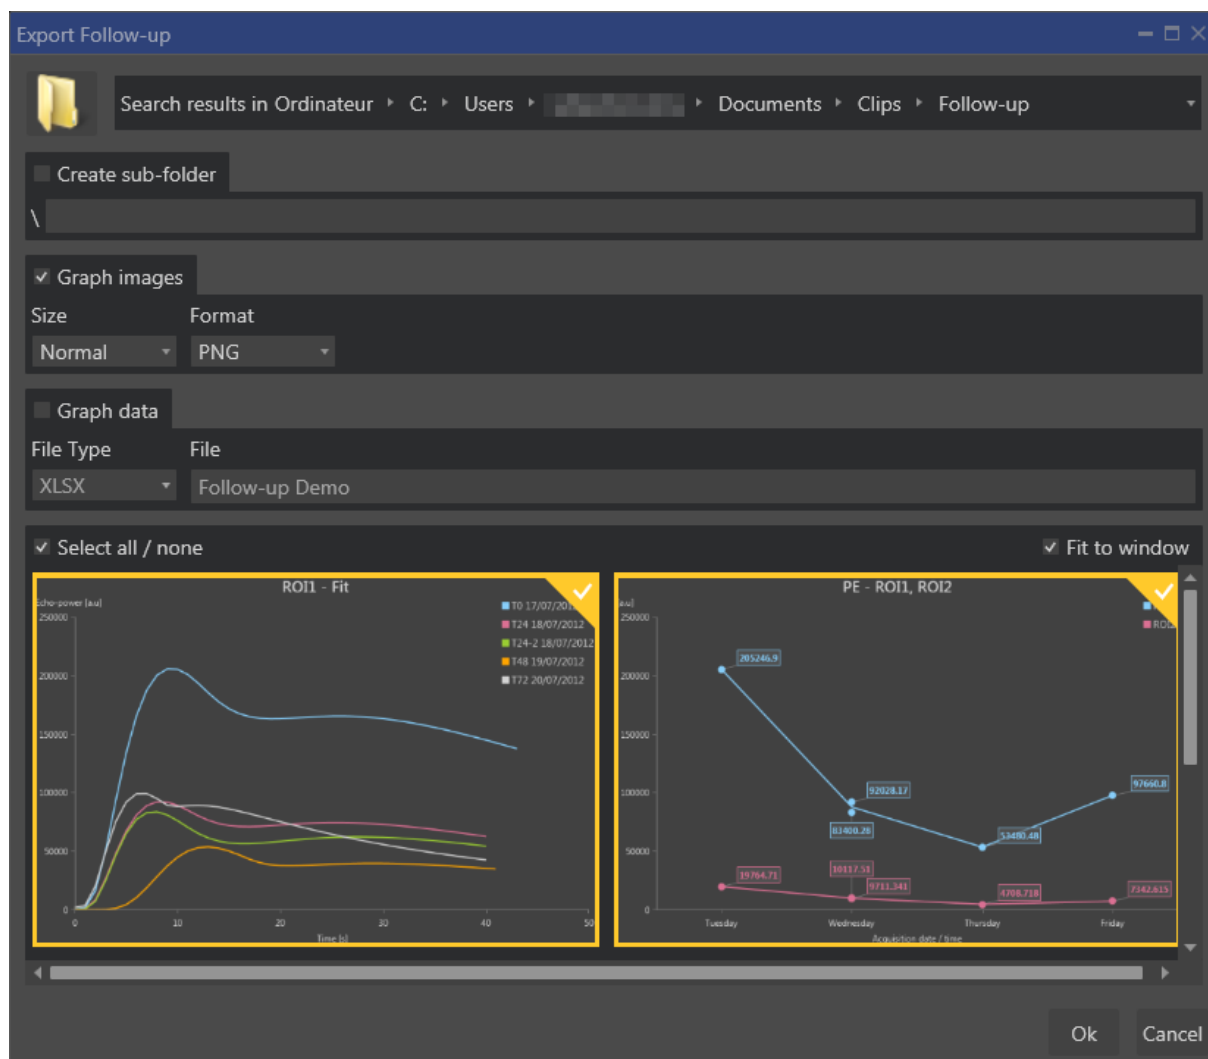 Export Follow-up
Search results in Ordinateur C: Users Documents Clips Follow-up
Create sub-folder
\
Graph images
Size Format
Normal PNG
Graph data
File Type File
XLSX Follow-up Demo
Select all / none Fit to window
ROI1 - Fit
Echo-power [a.u]
T0 17/07/201
T24 18/07/2012
T24-2 18/07/2012
T48 19/07/2012
T72 20/07/2012
250000
200000
150000
100000
50000
0
0 10 20 30 40 50
Time [s]
PE - ROI1, ROI2
[a.u]
ROI2
250000
200000
150000
100000
50000
0
205246.9
92028.17
83400.28
53480.48
97660.8
19764.71
10117.51
9711.341
4708.718
7342.615
Tuesday Wednesday Thursday Friday
Acquisition date / time
Ok Cancel